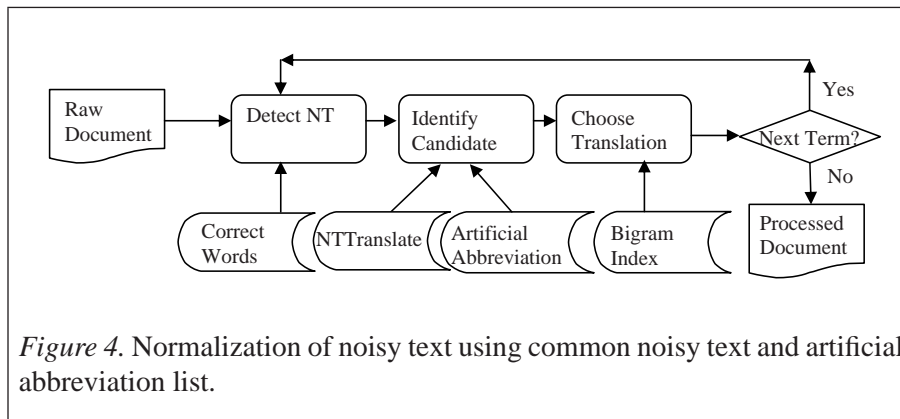 Yes
Raw
Document
Detect NT
Identify
Candidate
Choose
Translation
Next Term?
No
Correct
Words
NTTranslate
Artificial
Abbreviation
Bigram
Index
Processed
Document
Figure 4. Normalization of noisy text using common noisy text and artificial
abbreviation list.